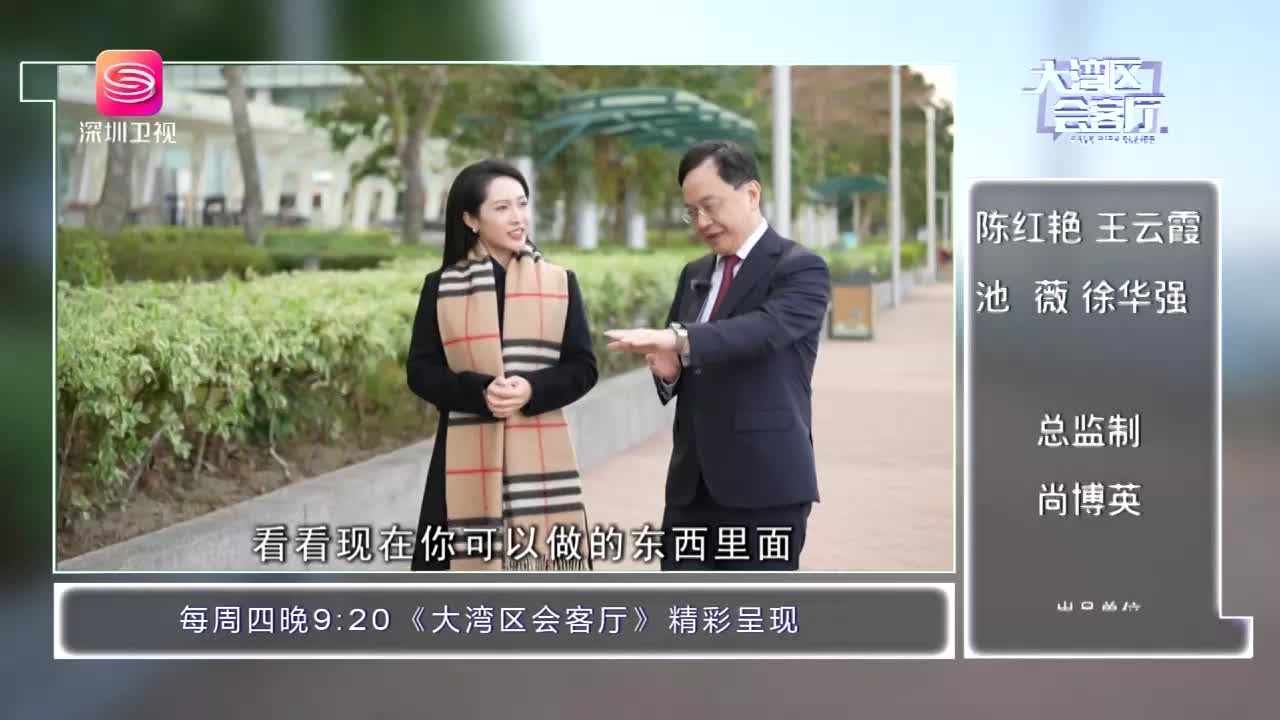 深圳卫视
大湾区
会客厅
陈红艳 王云霞
池 薇 徐华强
总监制
尚博英
看看现在你可以做的东西里面
每周四晚9:20《大湾区会客厅》精彩呈现